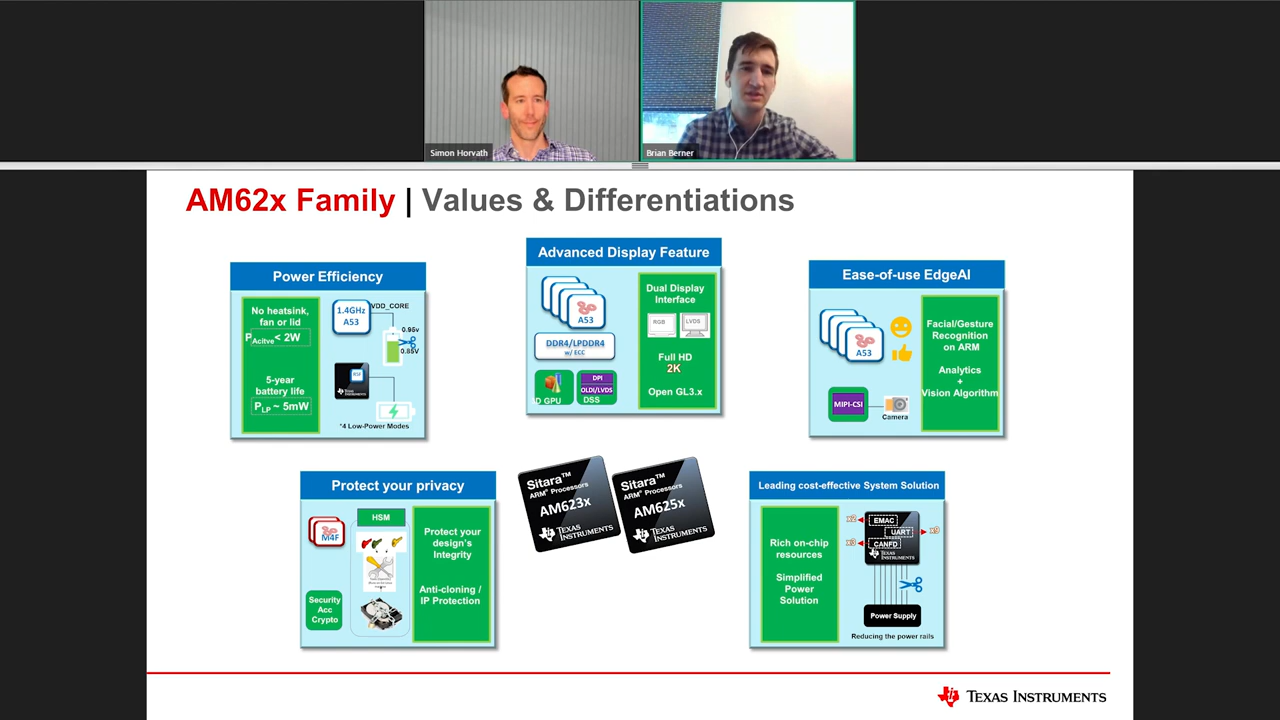 Simon Horvath
Brian Berner
AM62x Family | Values & Differentiations
Power Efficiency
No heatsink,
fan or lid
PAcitve < 2W
5-year
battery life
PLP ~ 5mW
1.4GHz
A53
VDD_CORE
0.95v
0.85V
*4 Low-Power Modes
Advanced Display Feature
A53
DDR4/LPDDR4
w/ ECC
D GPU
DPI
OLDI/LVDS
DSS
Dual Display
Interface
RGB
LVDS
Full HD
2K
Open GL3.x
Ease-of-use EdgeAI
A53
MIPI-CSI
Camera
Facial/Gesture
Recognition
on ARM
Analytics
+
Vision Algorithm
Protect your privacy
M4F
HSM
Security
Acc
Crypto
Protect your
design's
Integrity
Anti-cloning /
IP Protection
Sitara™
ARM® Processors
AM623x
TEXAS
INSTRUMENTS
Sitara™
ARM® Processors
AM625x
TEXAS
INSTRUMENTS
Leading cost-effective System Solution
Rich on-chip
resources
Simplified
Power
Solution
x2
EMAC
UART
x9
x3
CANFD
TEXAS
INSTRUMENTS
Power Supply
Reducing the power rails
TEXAS INSTRUMENTS